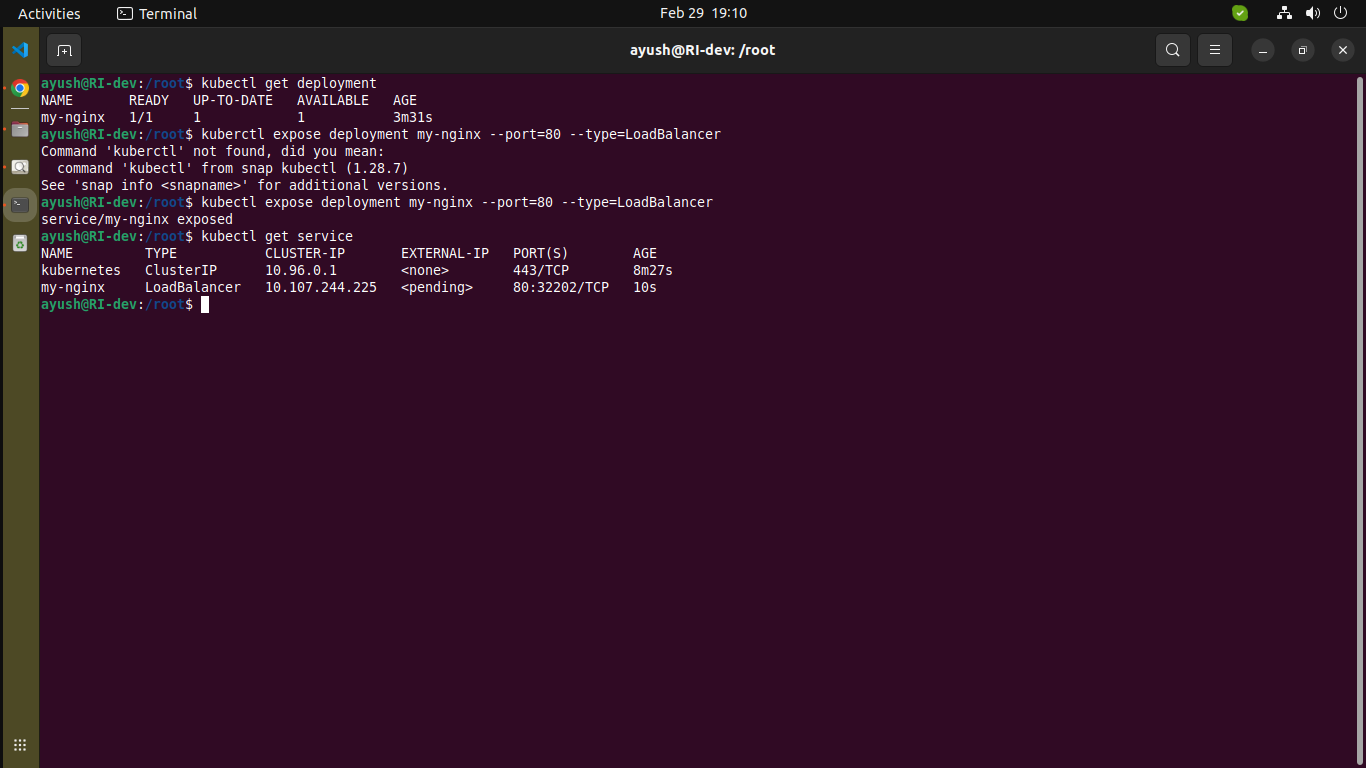 Activities Terminal Feb 29 19:10
ayush@RI-dev: /root
ayush@RI-dev:/root$ kubectl get deployment
NAME READY UP-TO-DATE AVAILABLE AGE
my-nginx 1/1 1 1 3m31s
ayush@RI-dev:/root$ kuberctl expose deployment my-nginx --port=80 --type=LoadBalancer
Command 'kuberctl' not found, did you mean:
command 'kubectl' from snap kubectl (1.28.7)
See 'snap info <snapname>' for additional versions.
ayush@RI-dev:/root$ kubectl expose deployment my-nginx --port=80 --type=LoadBalancer
service/my-nginx exposed
ayush@RI-dev:/root$ kubectl get service
NAME TYPE CLUSTER-IP EXTERNAL-IP PORT(S) AGE
kubernetes ClusterIP 10.96.0.1 <none> 443/TCP 8m27s
my-nginx LoadBalancer 10.107.244.225 <pending> 80:32202/TCP 10s
ayush@RI-dev:/root$